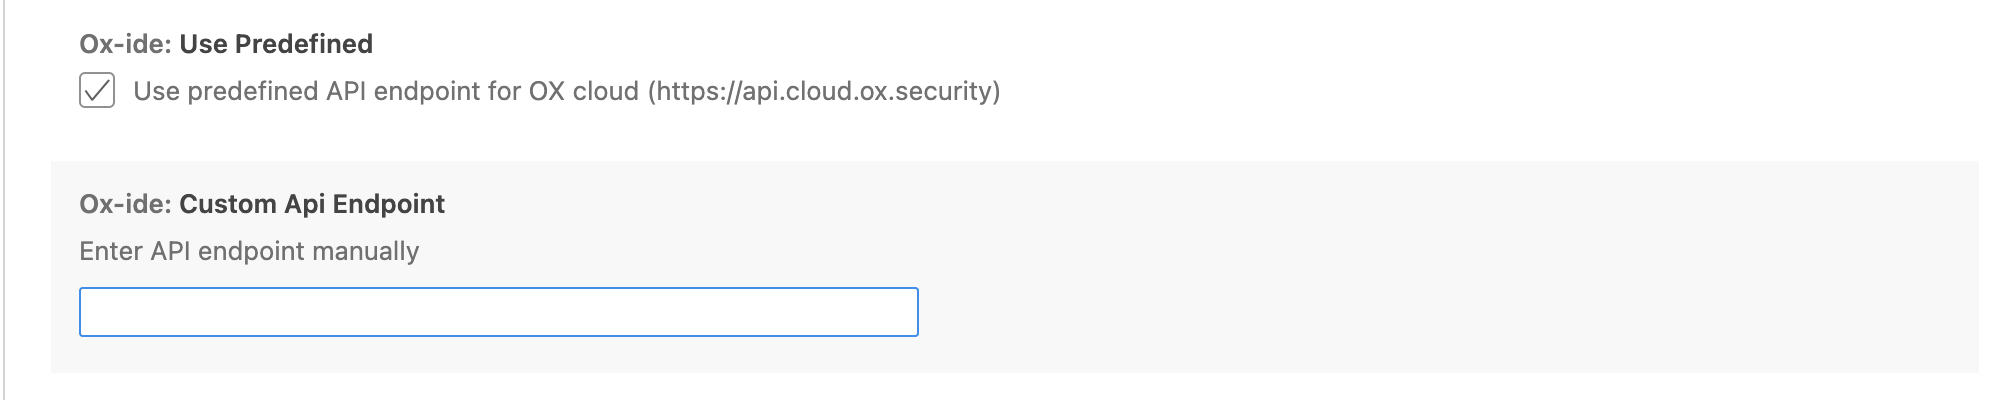 Ox-ide: Use Predefined
Use predefined API endpoint for OX cloud (https://api.cloud.ox.security)
Ox-ide: Custom Api Endpoint
Enter API endpoint manually